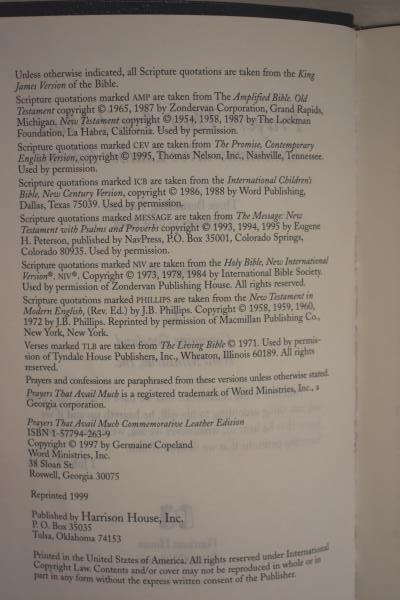 Unless otherwise indicated, all Scripture quotations are taken from the King
James Version of the Bible.
Scripture quotations marked AMP are taken from The Amplified Bible. Old
Testament copyright © 1965, 1987 by Zondervan Corporation, Grand Rapids,
Michigan. New Testament copyright © 1954, 1958, 1987 by The Lockman
Foundation, La Habra, California. Used by permission.
Scripture quotations marked CEV are taken from The Promise, Contemporary
English Version, copyright © 1995, Thomas Nelson, Inc., Nashville, Tennessee.
Used by permission.
Scripture quotations marked ICB are taken from the International Children's
Bible, New Century Version, copyright © 1986, 1988 by Word Publishing,
Dallas, Texas 75039. Used by permission.
Scripture quotations marked MESSAGE are taken from The Message: New
Testament with Psalms and Proverbs copyright © 1993, 1994, 1995 by Eugene
H. Peterson, published by NavPress, P.O. Box 35001, Colorado Springs,
Colorado 80935. Used by permission.
Scripture quotations marked NIV are taken from the Holy Bible, New International
Version®. NIV®. Copyright © 1973, 1978, 1984 by International Bible Society.
Used by permission of Zondervan Publishing House. All rights reserved.
Scripture quotations marked PHILLIPS are taken from the New Testament in
Modern English, (Rev. Ed.) by J.B. Phillips. Copyright © 1958, 1959, 1960,
1972 by J.B. Phillips. Reprinted by permission of Macmillan Publishing Co.,
New York, New York.
Verses marked TLB are taken from The Living Bible © 1971. Used by permis-
sion of Tyndale House Publishers, Inc., Wheaton, Illinois 60189. All rights
reserved.
Prayers and confessions are paraphrased from these versions unless otherwise stated.
Prayers That Avail Much is a registered trademark of Word Ministries, Inc., a
Georgia corporation.
Prayers That Avail Much Commemorative Leather Edition
ISBN 1-57794-263-9
Copyright © 1997 by Germaine Copeland
Word Ministries, Inc.
38 Sloan St.
Roswell, Georgia 30075
Reprinted 1999
Published by Harrison House, Inc.
P. O. Box 35035
Tulsa, Oklahoma 74153
Printed in the United States of America. All rights reserved under International
Copyright Law. Contents and/or cover may not be reproduced in whole or in
part in any form without the express written consent of the Publisher.